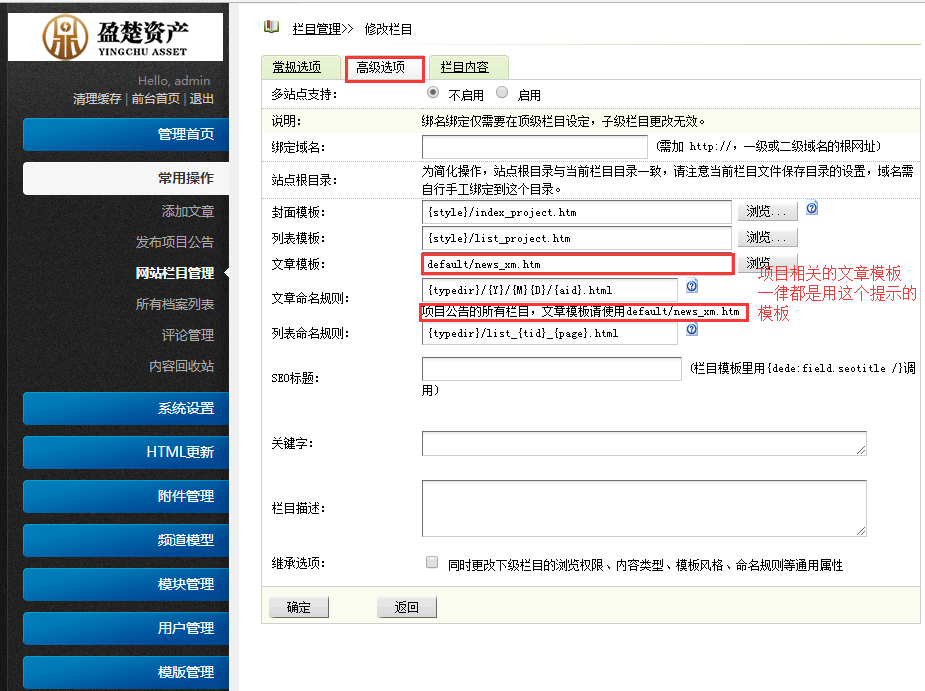 盈楚资产
YINGCHU ASSET
Hello, admin
清理缓存 | 前台首页 | 退出
管理首页
常用操作
添加文章
发布项目公告
网站栏目管理
所有档案列表
评论管理
内容回收站
系统设置
HTML更新
附件管理
频道模型
模块管理
用户管理
模版管理
栏目管理>> 修改栏目
常规选项 高级选项 栏目内容
多站点支持: 不启用 启用
说明: 绑名绑定仅需要在顶级栏目设定，子级栏目更改无效。
绑定域名: (需加 http://，一级或二级域名的根网址)
站点根目录: 为简化操作，站点根目录与当前栏目目录一致，请注意当前栏目文件保存目录的设置，域名需
自行手工绑定到这个目录。
封面模板: {style}/index_project.htm 浏览...
列表模板: {style}/list_project.htm 浏览...
文章模板: default/news_xm.htm 浏览
项目相关的文章模板
一律都是用这个提示的
模板
文章命名规则: {typedir}/{Y}/{M}{D}/{aid}.html
项目公告的所有栏目，文章模板请使用default/news_xm.htm
列表命名规则: {typedir}/list_{tid}_{page}.html
SEO标题: (栏目模板里用{dede:field.seotitle /}调
用)
关键字:
栏目描述:
继承选项: 同时更改下级栏目的浏览权限、内容类型、模板风格、命名规则等通用属性
确定 返回